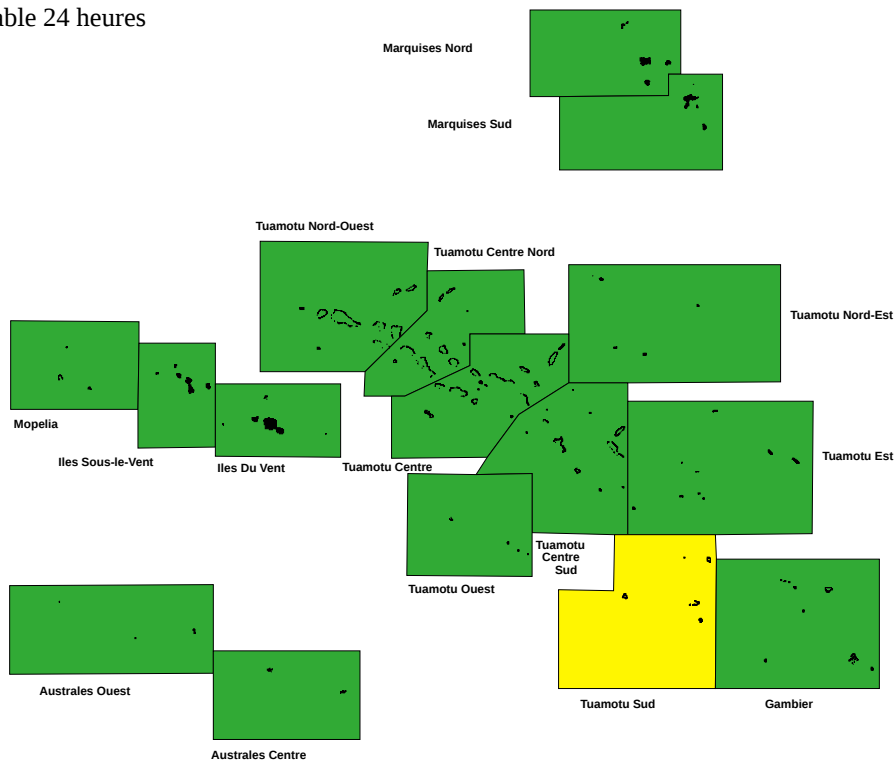 24 heures
Marquises Nord
Marquises Sud
Tuamotu Nord-Ouest
Tuamotu Centre Nord
Tuamotu Nord-Est
Mopelia
Iles Sous-le-Vent
Iles Du Vent
Tuamotu Centre
Tuamotu Est
Tuamotu
Centre
Sud
Tuamotu Ouest
Australes Ouest
Tuamotu Sud
Gambier
Australes Centre